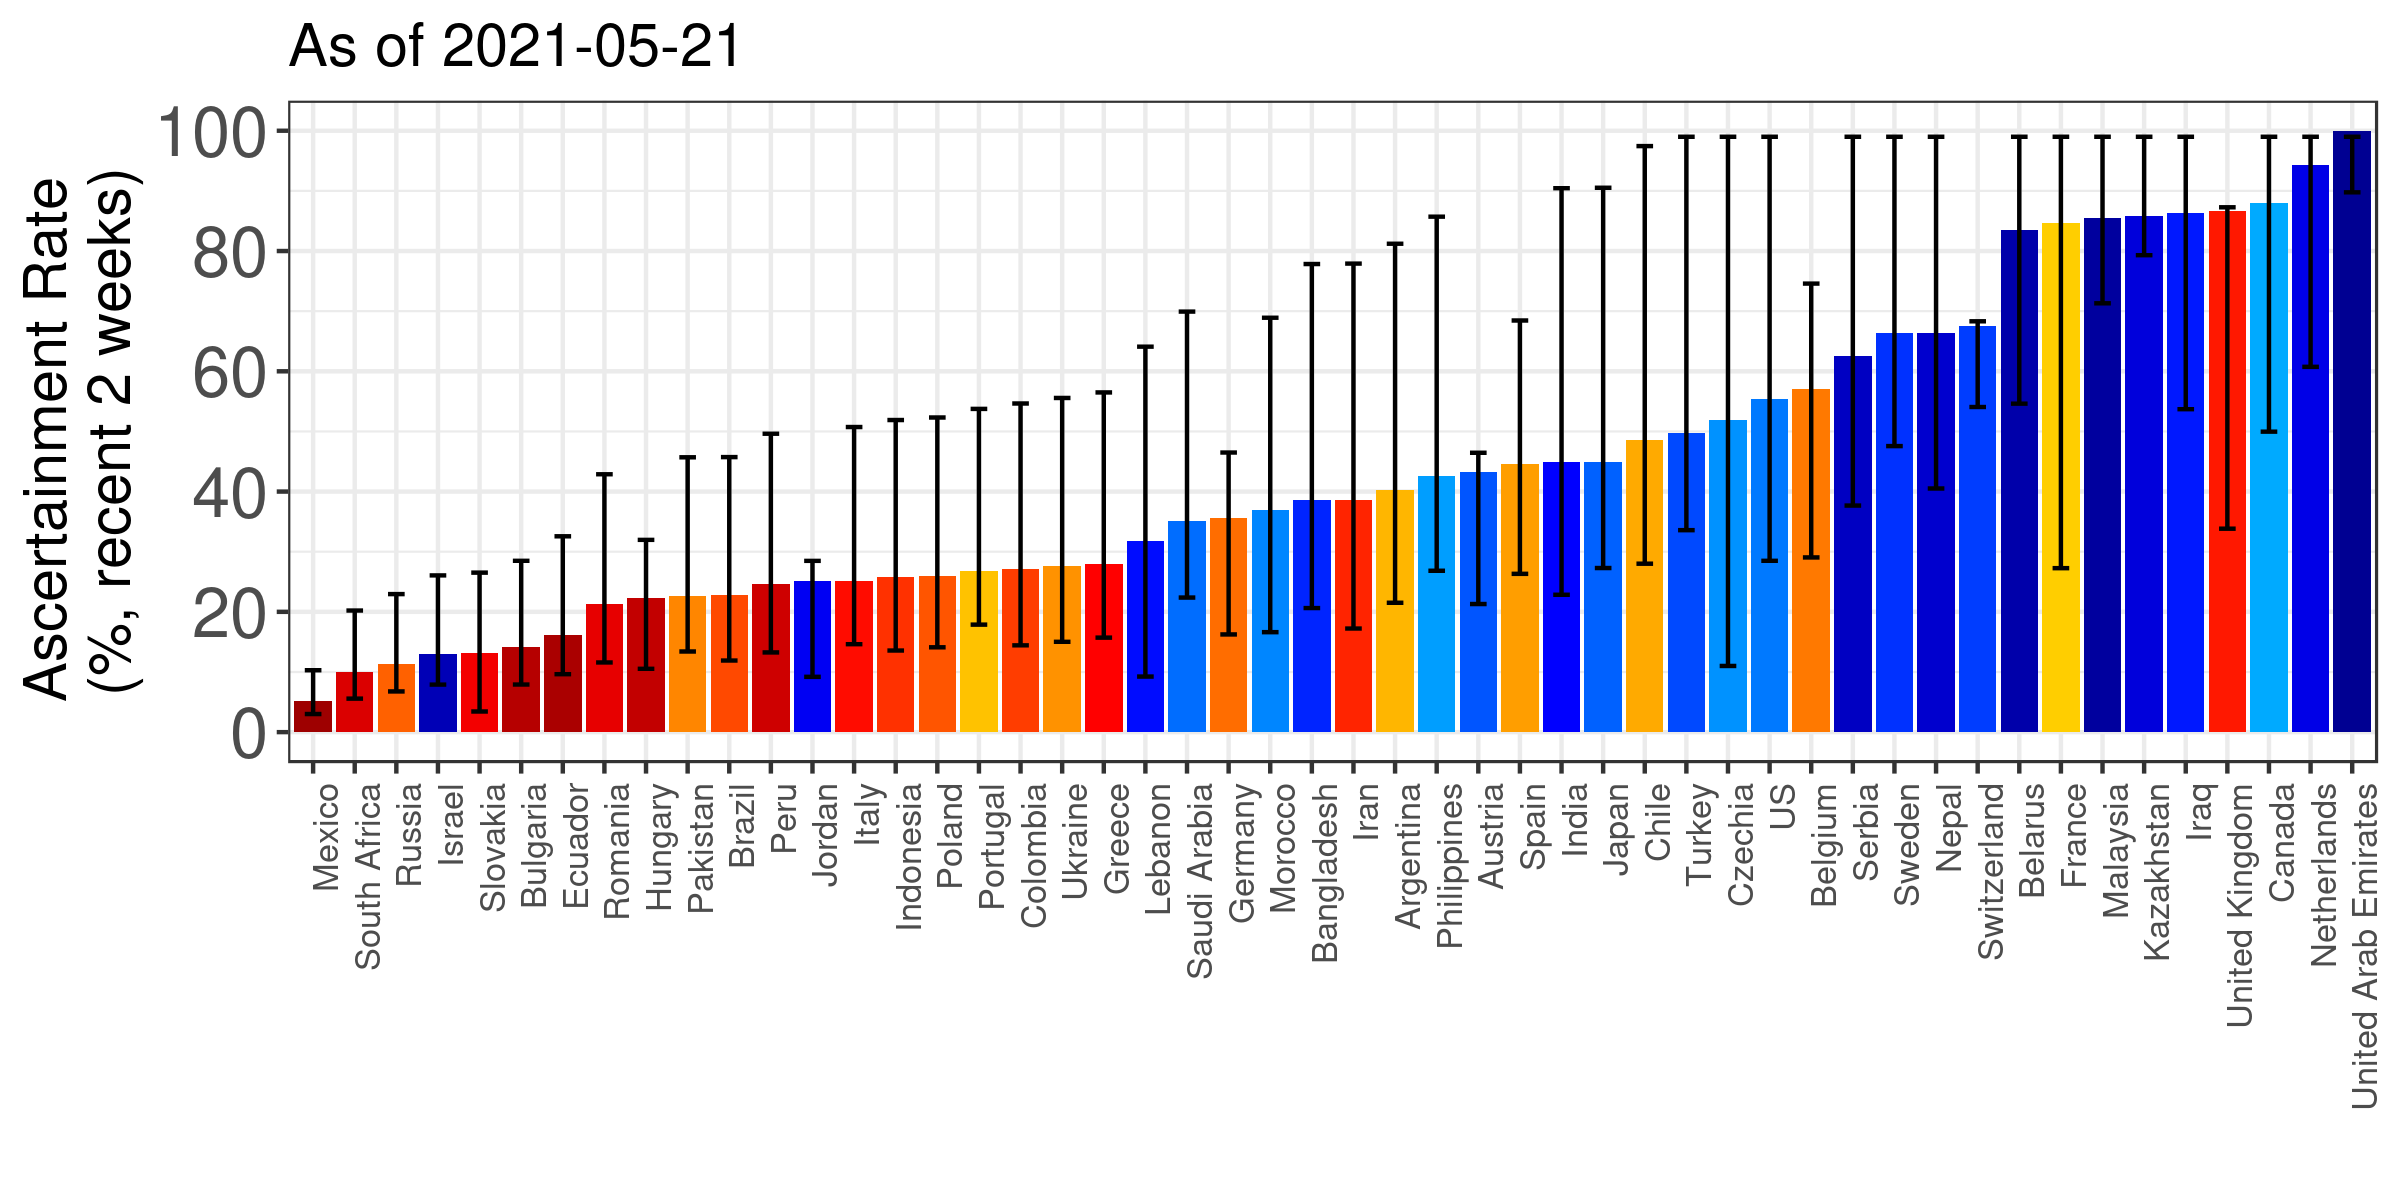 As of 2021-05-21
Ascertainment Rate
(%, recent 2 weeks)
100
80
60
40
20
0
Mexico
South Africa
Russia
Israel
Slovakia
Bulgaria
Ecuador
Romania
Hungary
Pakistan
Brazil
Peru
Jordan
Italy
Indonesia
Poland
Portugal
Colombia
Ukraine
Greece
Lebanon
Saudi Arabia
Germany
Morocco
Bangladesh
Iran
Argentina
Philippines
Austria
Spain
India
Japan
Chile
Turkey
Czechia
US
Belgium
Serbia
Sweden
Nepal
Switzerland
Belarus
France
Malaysia
Kazakhstan
Iraq
United Kingdom
Canada
Netherlands
United Arab Emirates